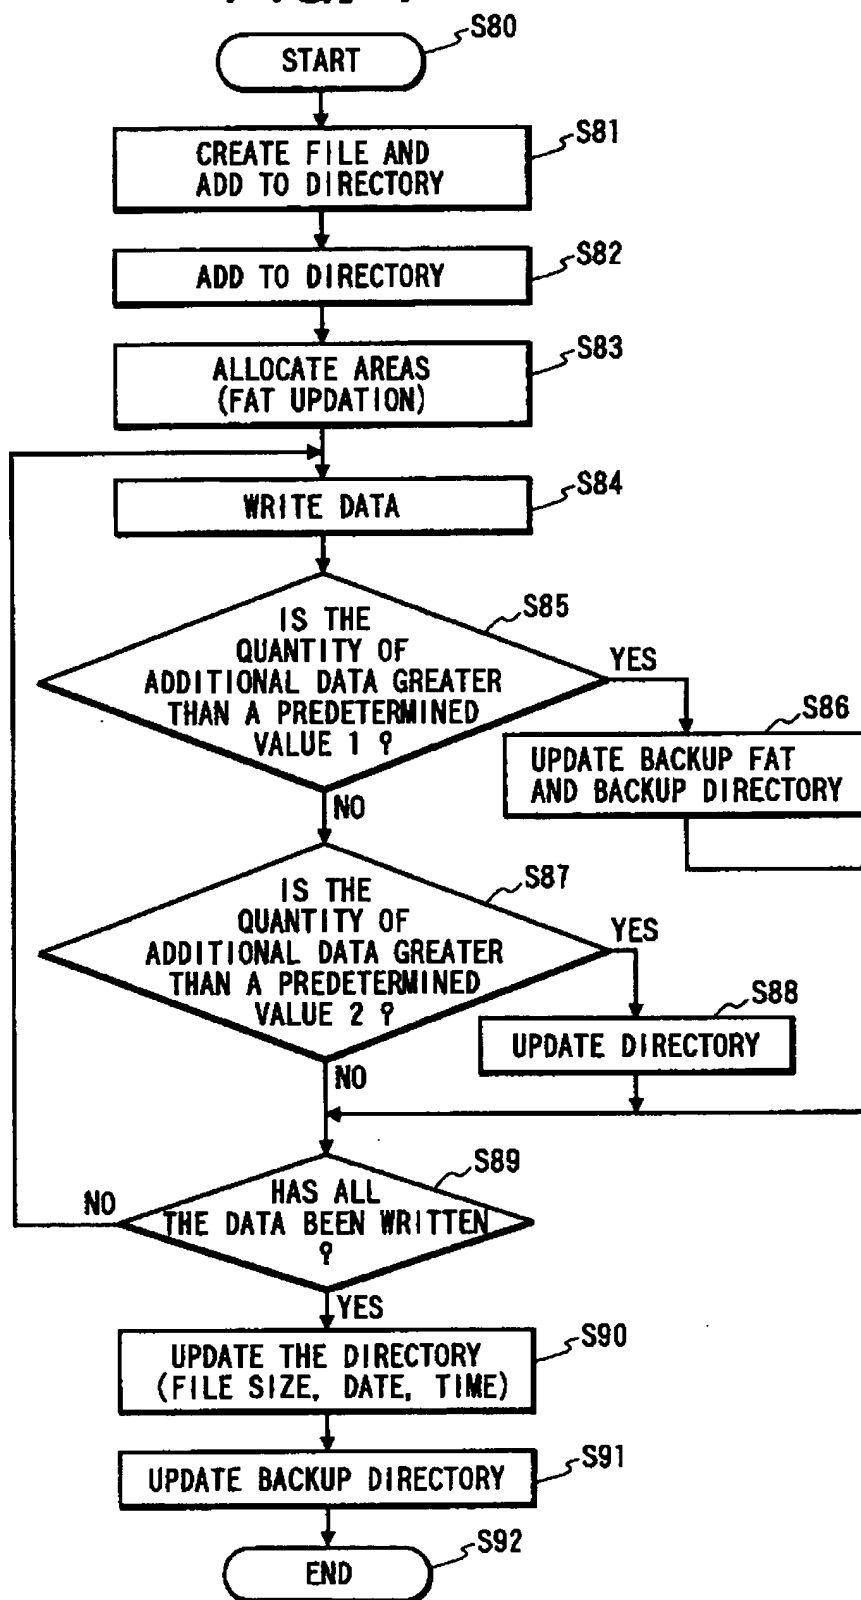 START
S80
CREATE FILE AND
ADD TO DIRECTORY
S81
ADD TO DIRECTORY
S82
ALLOCATE AREAS
(FAT UPDATION)
S83
WRITE DATA
S84
IS THE
QUANTITY OF
ADDITIONAL DATA GREATER
THAN A PREDETERMINED
VALUE 1 ?
S85
YES
NO
UPDATE BACKUP FAT
AND BACKUP DIRECTORY
S86
IS THE
QUANTITY OF
ADDITIONAL DATA GREATER
THAN A PREDETERMINED
VALUE 2 ?
S87
YES
NO
UPDATE DIRECTORY
S88
HAS ALL
THE DATA BEEN WRITTEN
?
S89
NO
YES
UPDATE THE DIRECTORY
(FILE SIZE, DATE, TIME)
S90
UPDATE BACKUP DIRECTORY
S91
END
S92